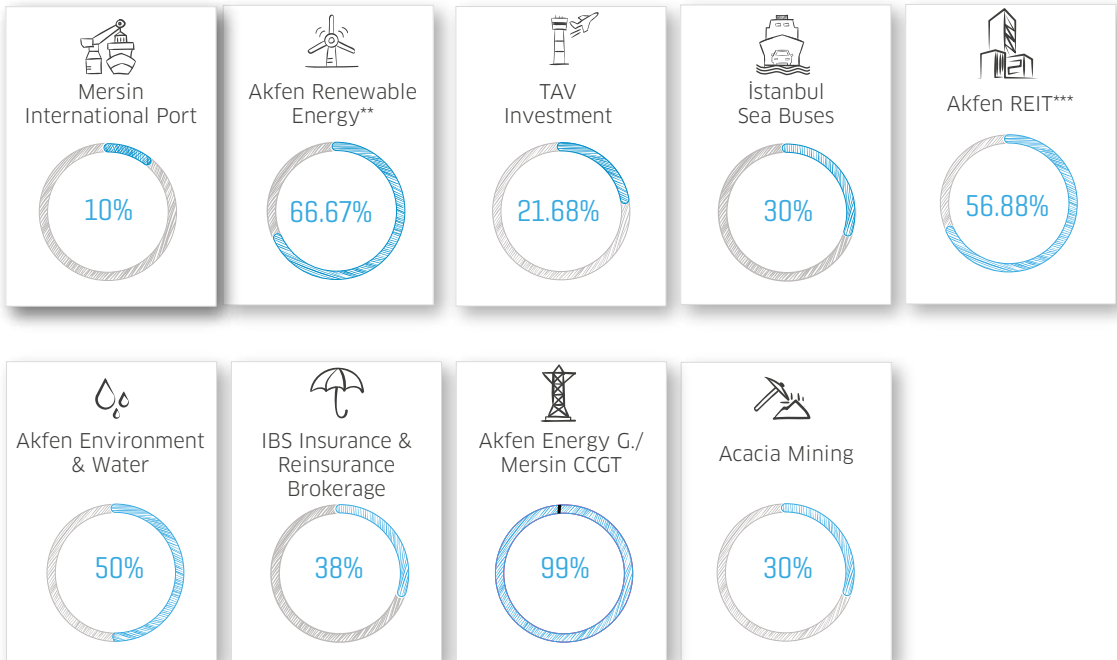 Mersin
International Port
10%
Akfen Renewable
Energy**
66.67%
TAV
Investment
21.68%
İstanbul
Sea Buses
30%
Akfen REIT***
56.88%
Akfen Environment
& Water
50%
IBS Insurance &
Reinsurance
Brokerage
38%
Akfen Energy G./
Mersin CCGT
99%
Acacia Mining
30%